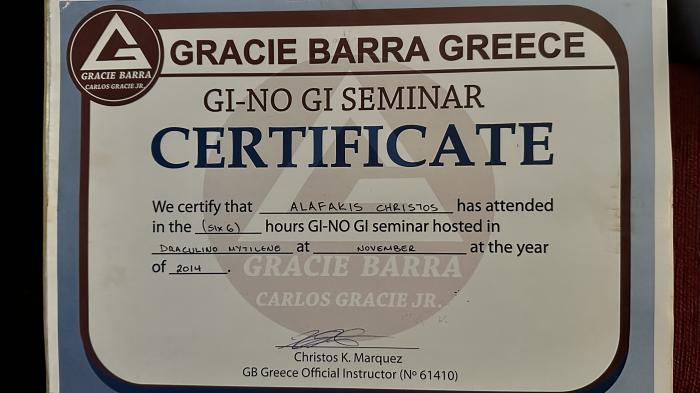 GRACIE BARRA
CARLOS GRACIE JR.
GRACIE BARRA GREECE
GI-NO GI SEMINAR
CERTIFICATE
We certify that ALAFAKIS CHRISTOS has attended
in the (SIX 6) hours GI-NO GI seminar hosted in
DRACULINO MYTILENE at NOVEMBER at the year
of 2014.
GRACIE BARRA
CARLOS GRACIE JR.
Christos K. Marquez
GB Greece Official Instructor (Nº 61410)